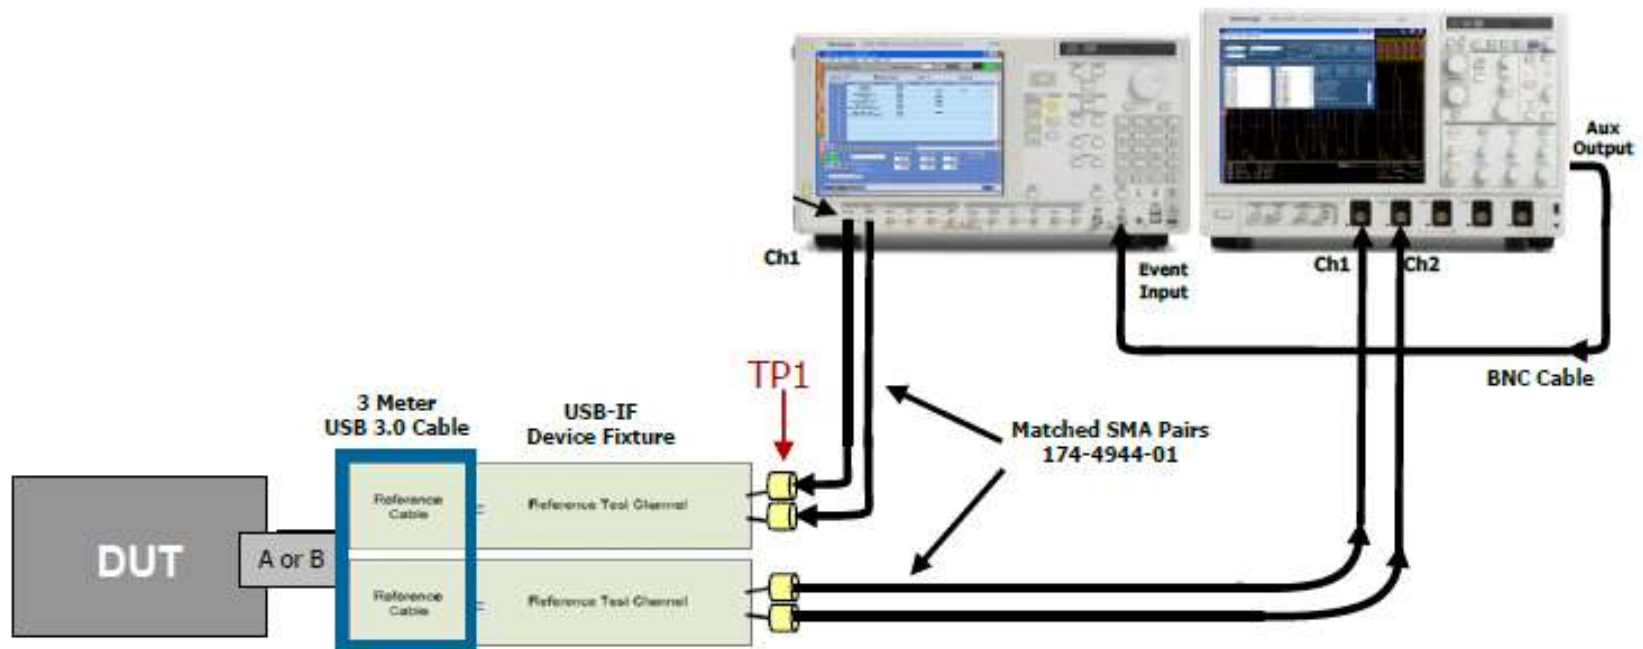 Aux
Output
Ch1
Event
Input
Ch1
Ch2
BNC Cable
TP1
3 Meter
USB 3.0 Cable
USB-IF
Device Fixture
Matched SMA Pairs
174-4944-01
Reference
Cable
Reference Test Channel
DUT
A or B
Reference
Cable
Reference Test Channel